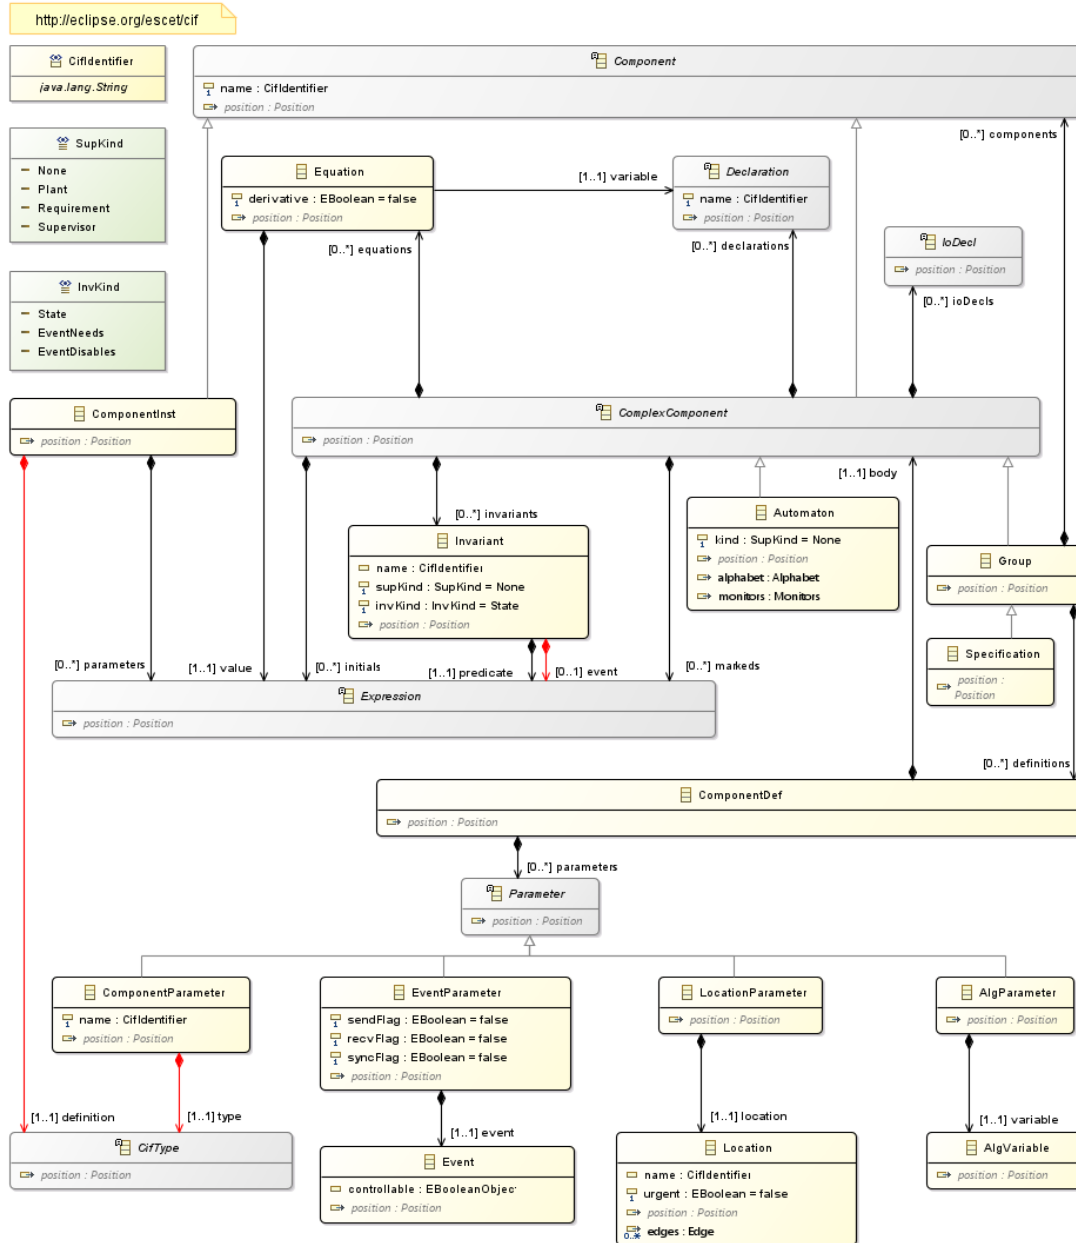 http://eclipse.org/escet/cif
CifIdentifier
java.lang.String
Component
name : CifIdentifier
position : Position
[0..*] components
SupKind
None
Plant
Requirement
Supervisor
Equation
derivative : EBoolean = false
position : Position
[1..1] variable
Declaration
name : CifIdentifier
position : Position
[0..*] equations
[0..*] declarations
IoDecl
position : Position
[0..*] ioDecls
InvKind
State
EventNeeds
EventDisables
ComponentInst
position : Position
ComplexComponent
position : Position
[1..1] body
[0..*] invariants
Invariant
name : CifIdentifier
supKind : SupKind = None
invKind : InvKind = State
position : Position
Automaton
kind : SupKind = None
position : Position
alphabet : Alphabet
monitors : Monitors
Group
position : Position
Specification
position :
Position
[0..*] parameters
[1..1] value
[0..*] initials
[1..1] predicate
[0..1] event
[0..*] markeds
Expression
position : Position
[0..*] definitions
ComponentDef
position : Position
[0..*] parameters
Parameter
position : Position
ComponentParameter
name : CifIdentifier
position : Position
EventParameter
sendFlag : EBoolean = false
recvFlag : EBoolean = false
syncFlag : EBoolean = false
position : Position
LocationParameter
position : Position
AlgParameter
position : Position
[1..1] definition
[1..1] type
[1..1] event
[1..1] location
[1..1] variable
CifType
position : Position
Event
controllable : EBooleanObjec
position : Position
Location
name : CifIdentifier
urgent : EBoolean = false
position : Position
edges : Edge
AlgVariable
position : Position